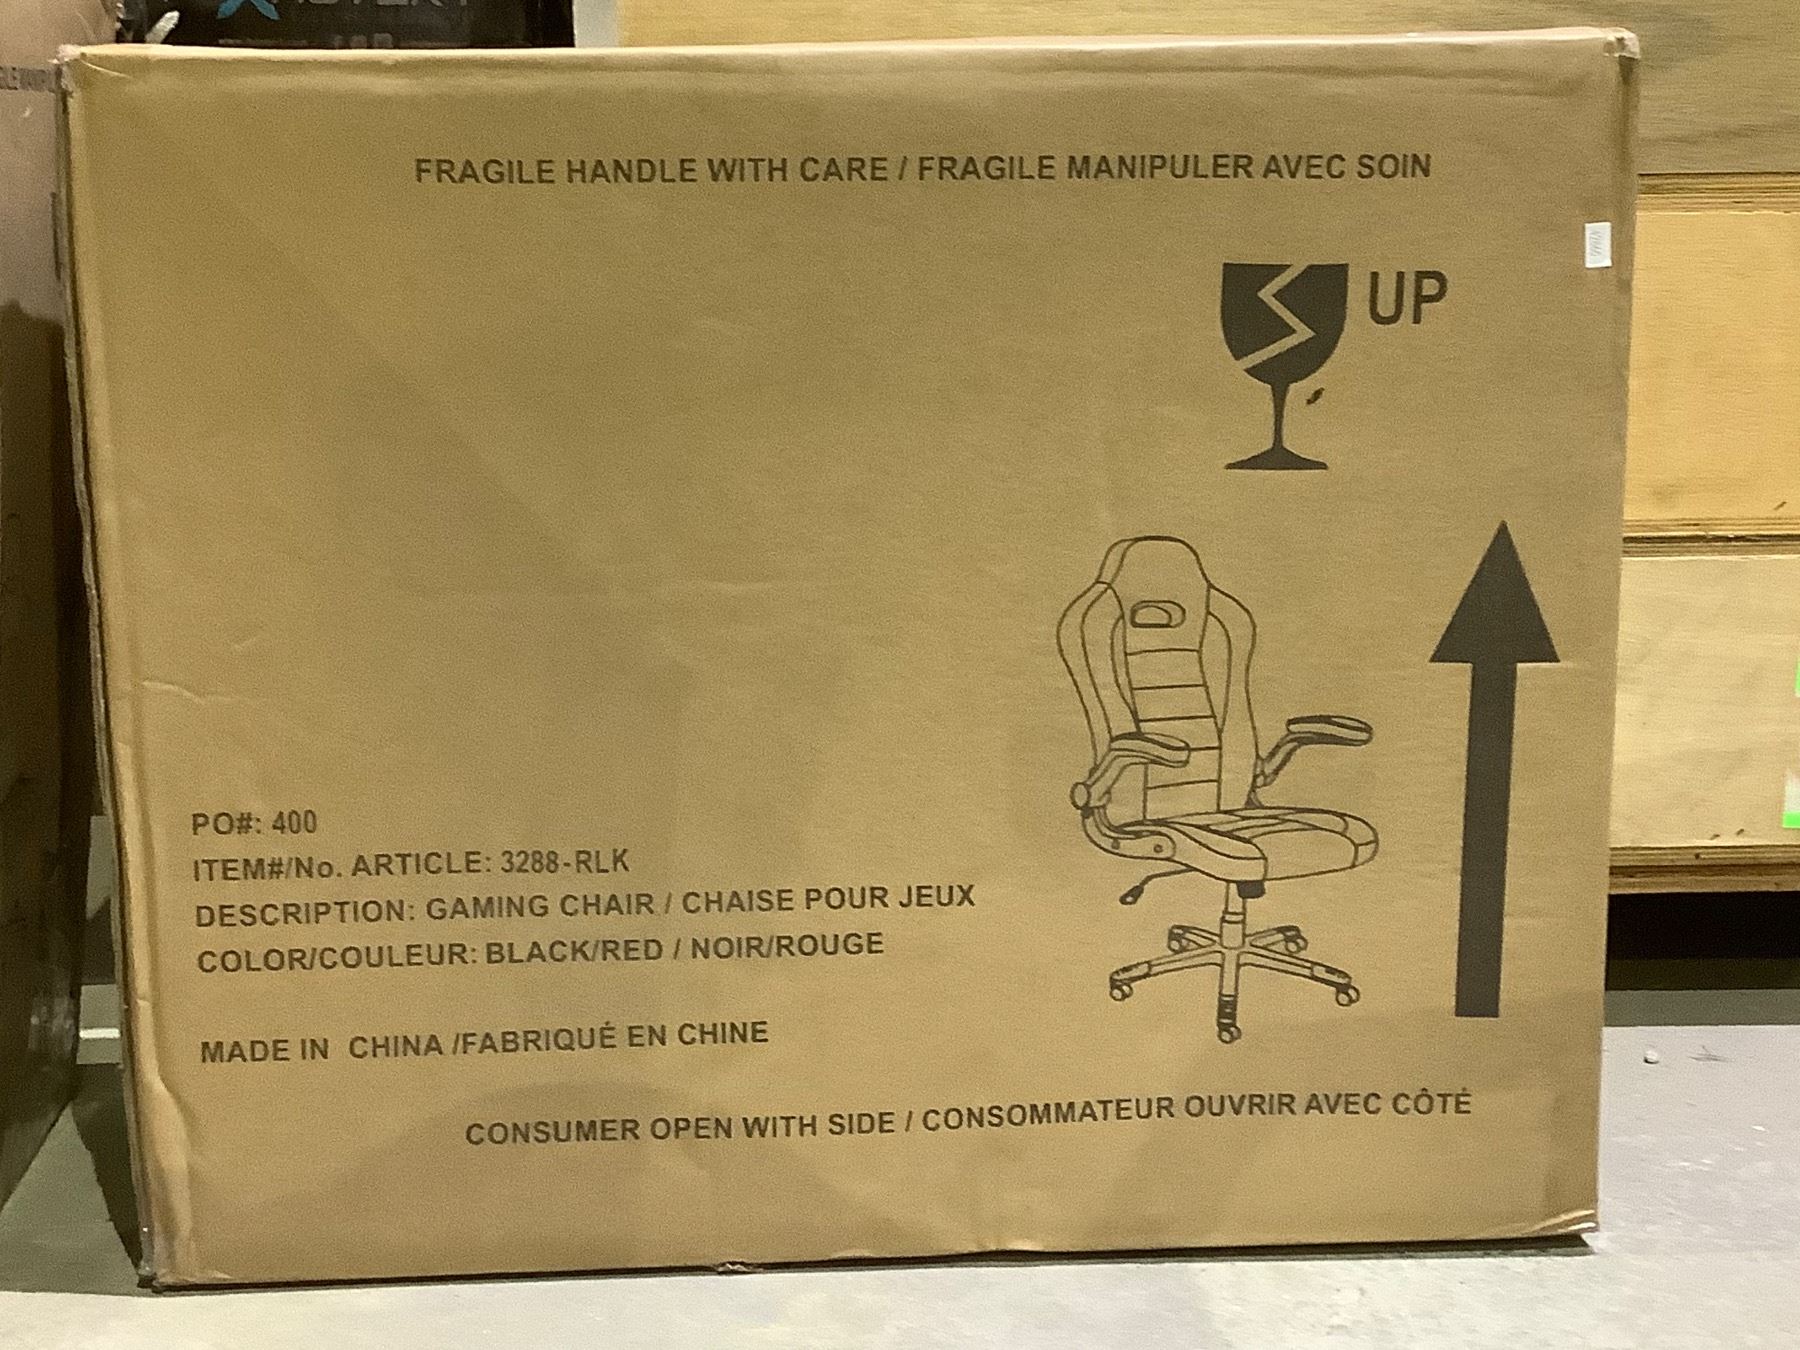 FRAGILE HANDLE WITH CARE / FRAGILE MANIPULER AVEC SOIN
UP
PO#: 400
ITEM#/No. ARTICLE: 3288-RLK
DESCRIPTION: GAMING CHAIR / CHAISE POUR JEUX
COLOR/COULEUR: BLACK/RED / NOIR/ROUGE
MADE IN CHINA /FABRIQUÉ EN CHINE
CONSUMER OPEN WITH SIDE / CONSOMMATEUR OUVRIR AVEC CÔTÉ